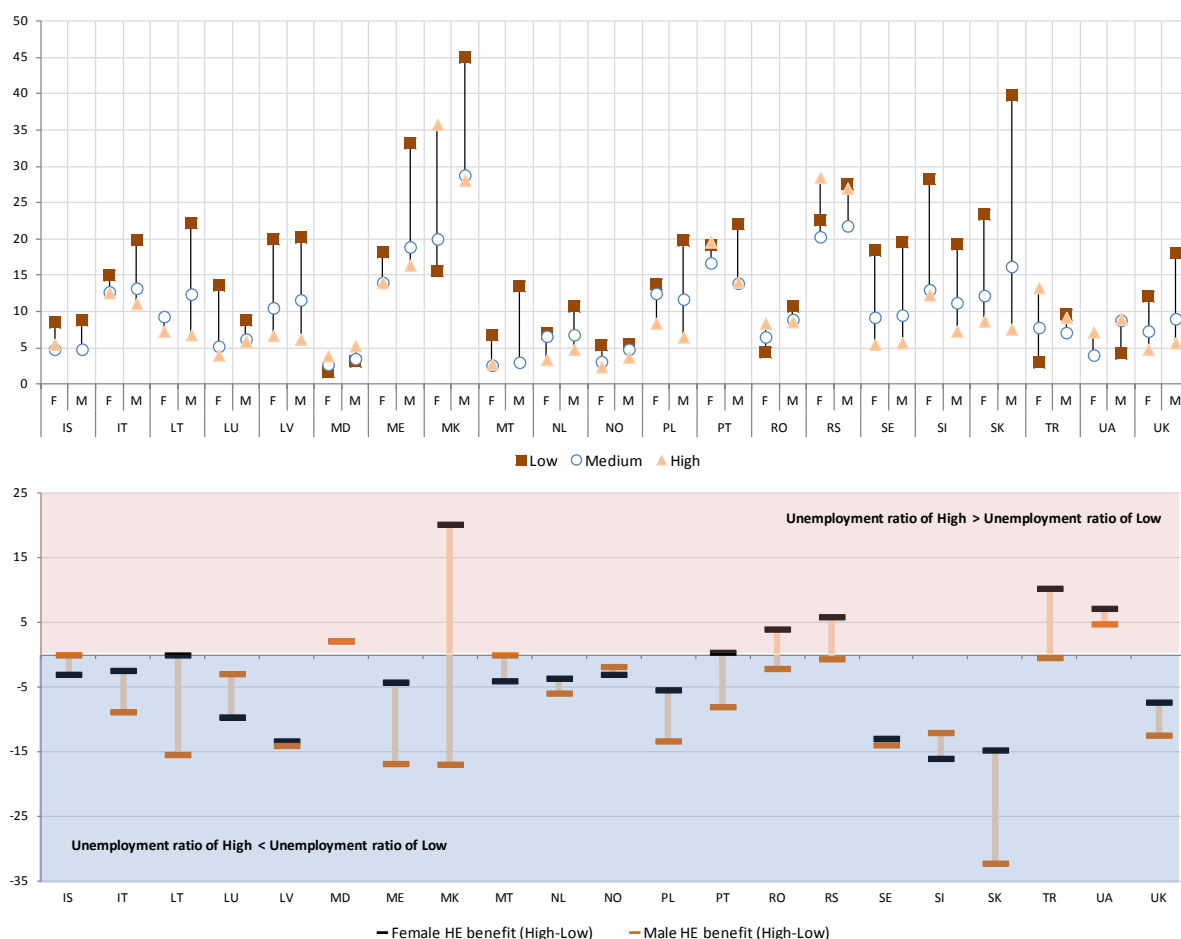 50
45
40
35
30
25
20
15
10
5
0
F M F M F M F M F M F M F M F M F M F M F M F M F M F M F M F M F M F M F M F M F M
IS IT LT LU LV MD ME MK MT NL NO PL PT RO RS SE SI SK TR UA UK
Low Medium High
25
Unemployment ratio of High > Unemployment ratio of Low
15
5
-5
-15
-25
Unemployment ratio of High < Unemployment ratio of Low
-35
IS IT LT LU LV MD ME MK MT NL NO PL PT RO RS SE SI SK TR UA UK
Female HE benefit (High-Low) Male HE benefit (High-Low)